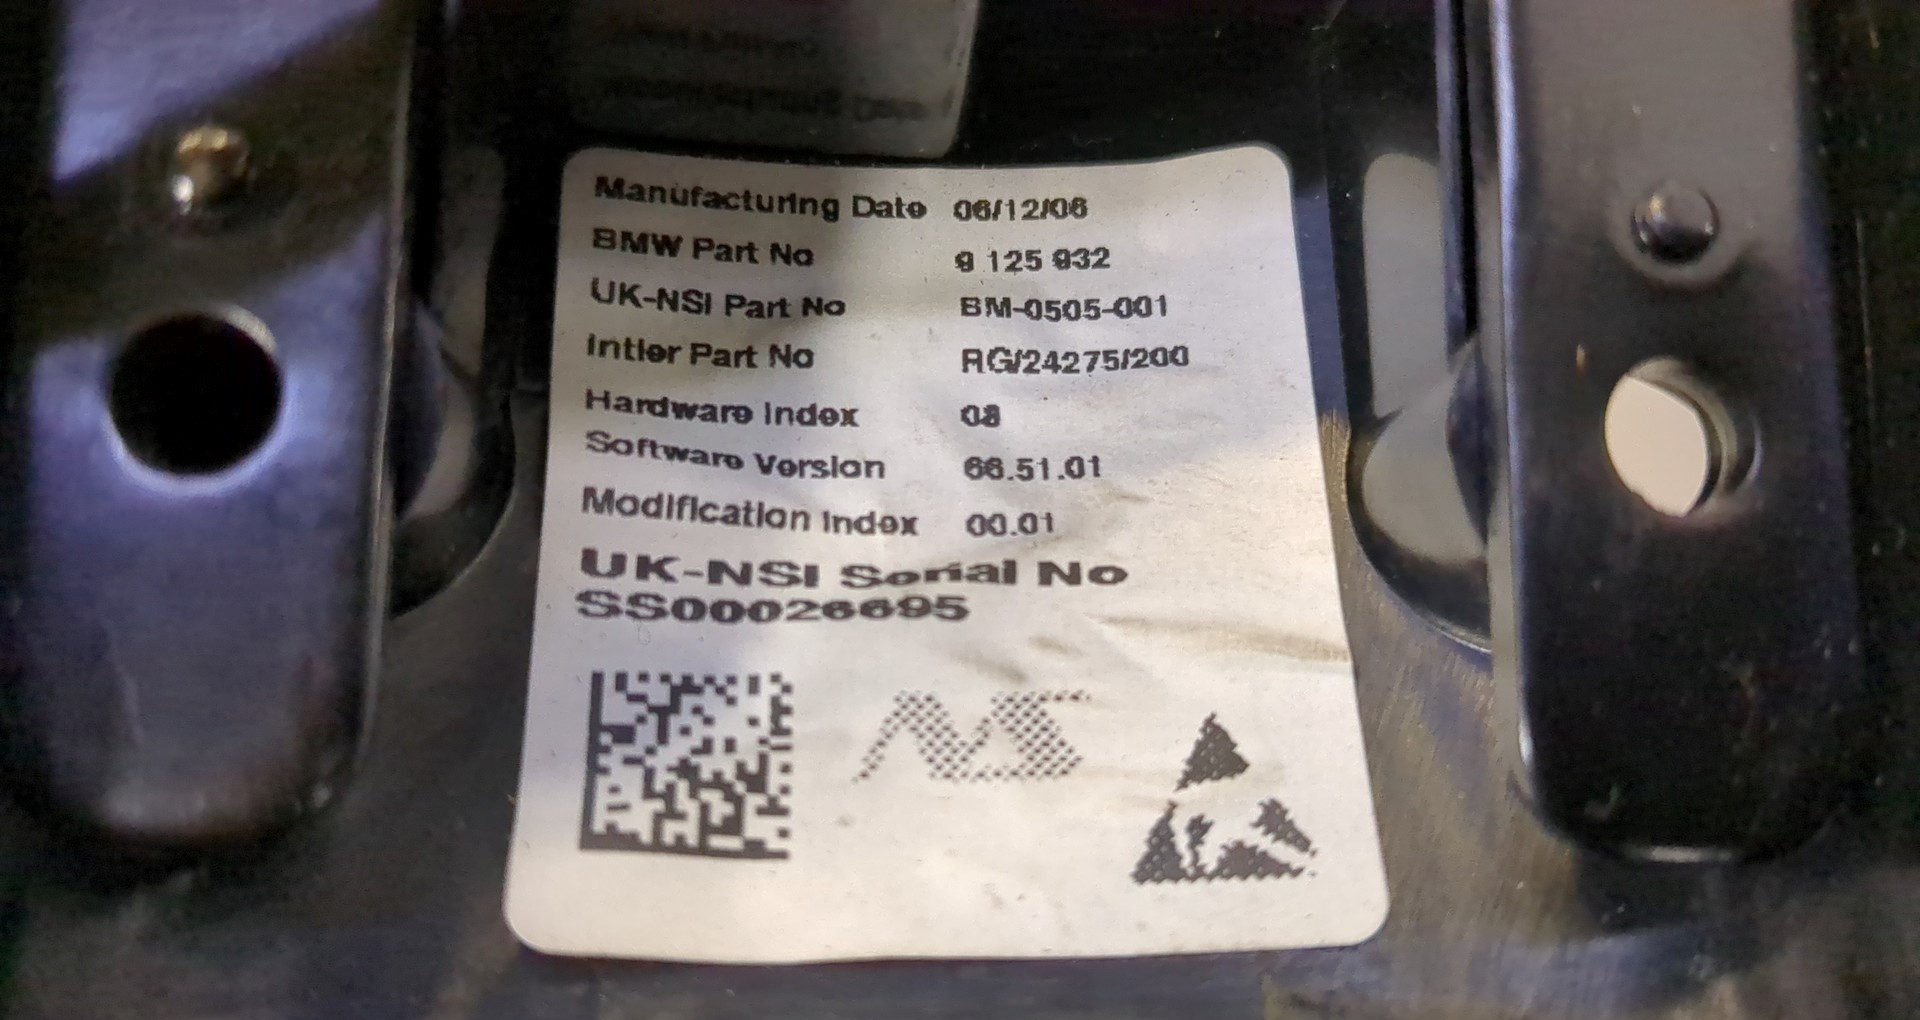 Manufacturing Date 06/12/06
BMW Part No 9 125 932
UK-NSI Part No BM-0505-001
Intier Part No RG/24275/200
Hardware Index 08
Software Version 66.51.01
Modification Index 00.01
UK-NSI Serial No
SS00026695